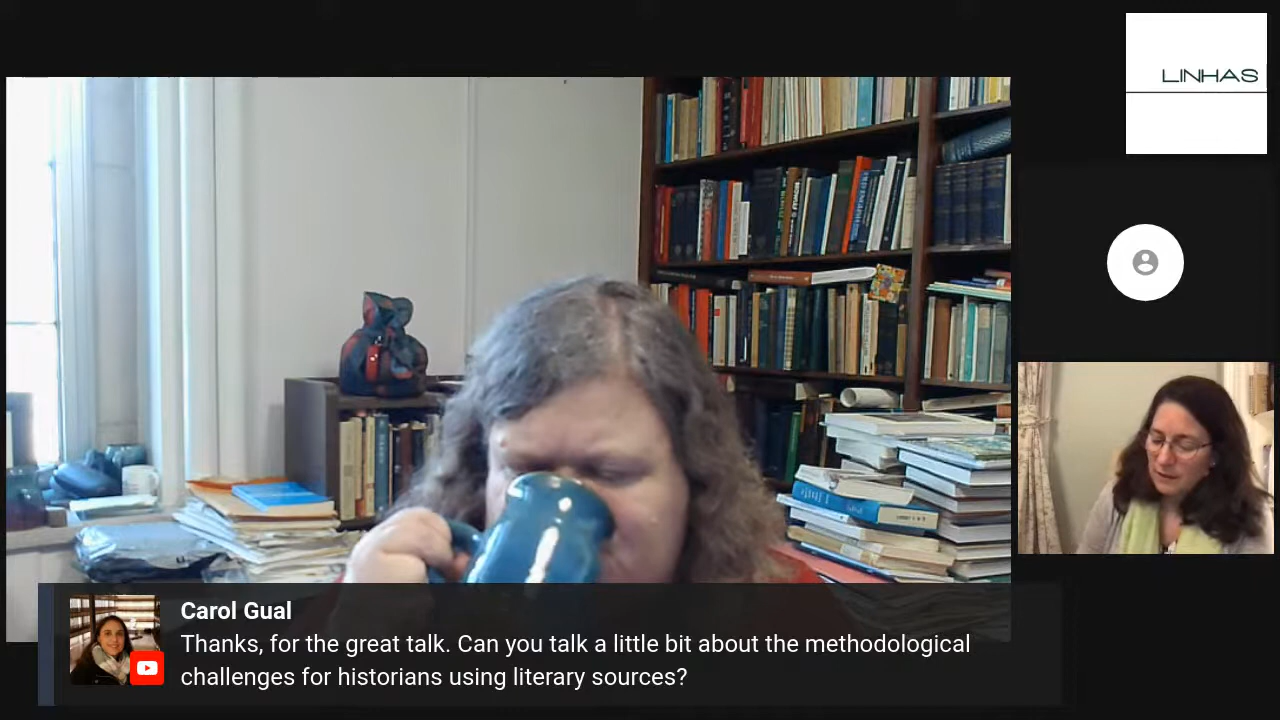 LINHAS
Carol Gual
Thanks, for the great talk. Can you talk a little bit about the methodological
challenges for historians using literary sources?